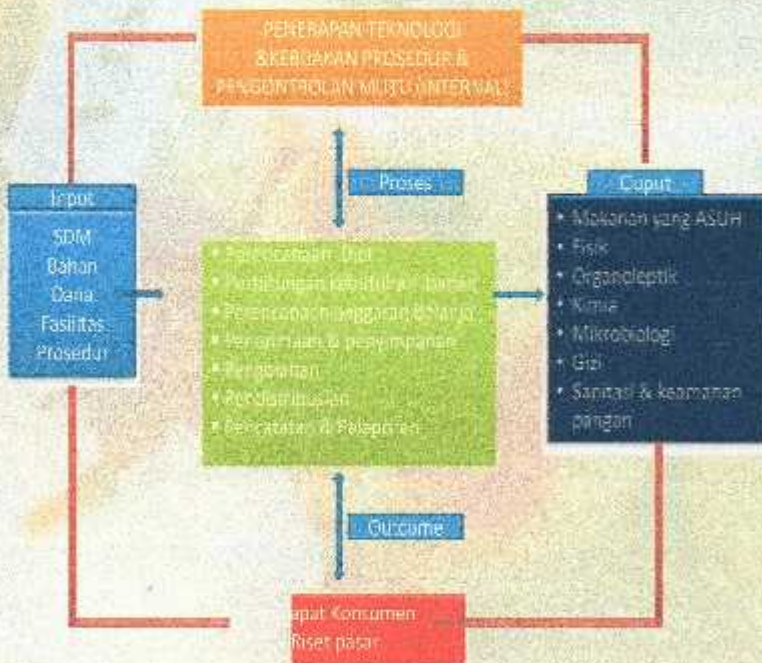 PENERAPAN TEKNOLOGI
&KEBIJAKAN PROSEDUR &
PENGONTROLAN MUTU (INTERNAL)
Proses
Input
SDM
Bahan
Dana
Fasilitas
Prosedur
• Perencanaan
• Perhitungan kebutuhan bahan
• Perencanaan anggaran Belanja
• Penerimaan & penyimpanan
• Pengolahan
• Pendistribusian
• Pencatatan & Pelaporan
Ouput
• Makanan yang ASUH
• Fisik
• Organoleptik
• Kimia
• Mikrobiologi
• Gizi
• Sanitasi & keamanan
pangan
Outcome
apat Konsumen
Riset pasar